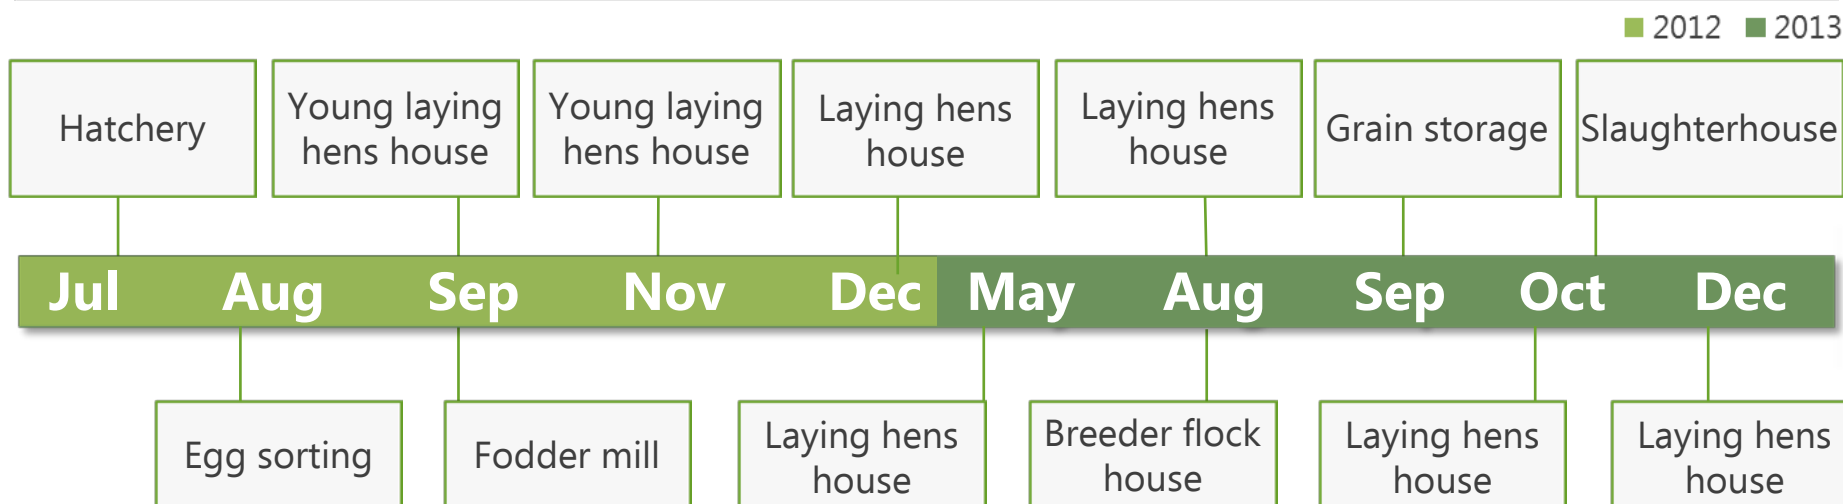 2012 2013
Hatchery
Young laying
hens house
Young laying
hens house
Laying hens
house
Laying hens
house
Grain storage
Slaughterhouse
Jul Aug Sep Nov Dec May Aug Sep Oct Dec
Egg sorting
Fodder mill
Laying hens
house
Breeder flock
house
Laying hens
house
Laying hens
house